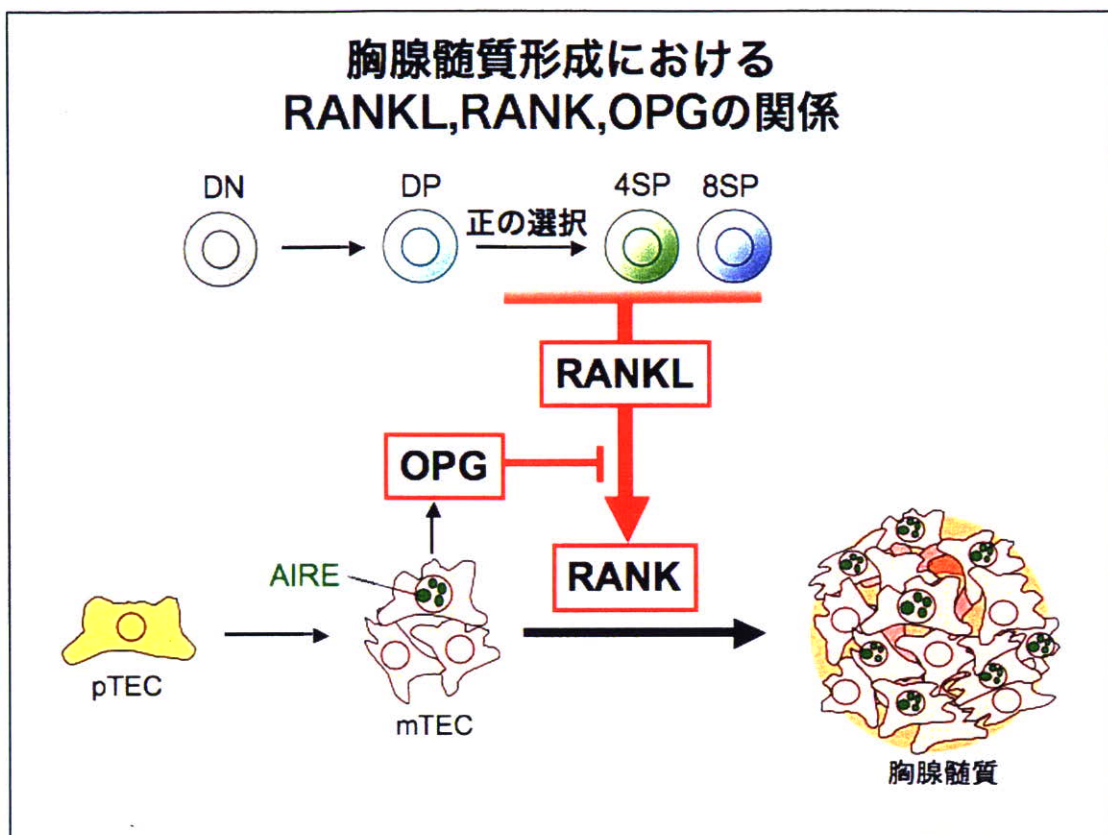 胸腺髄質形成における
RANKL,RANK,OPGの関係
DN
DP
正の選択
4SP
8SP
RANKL
OPG
RANK
AIRE
pTEC
mTEC
胸腺髄質